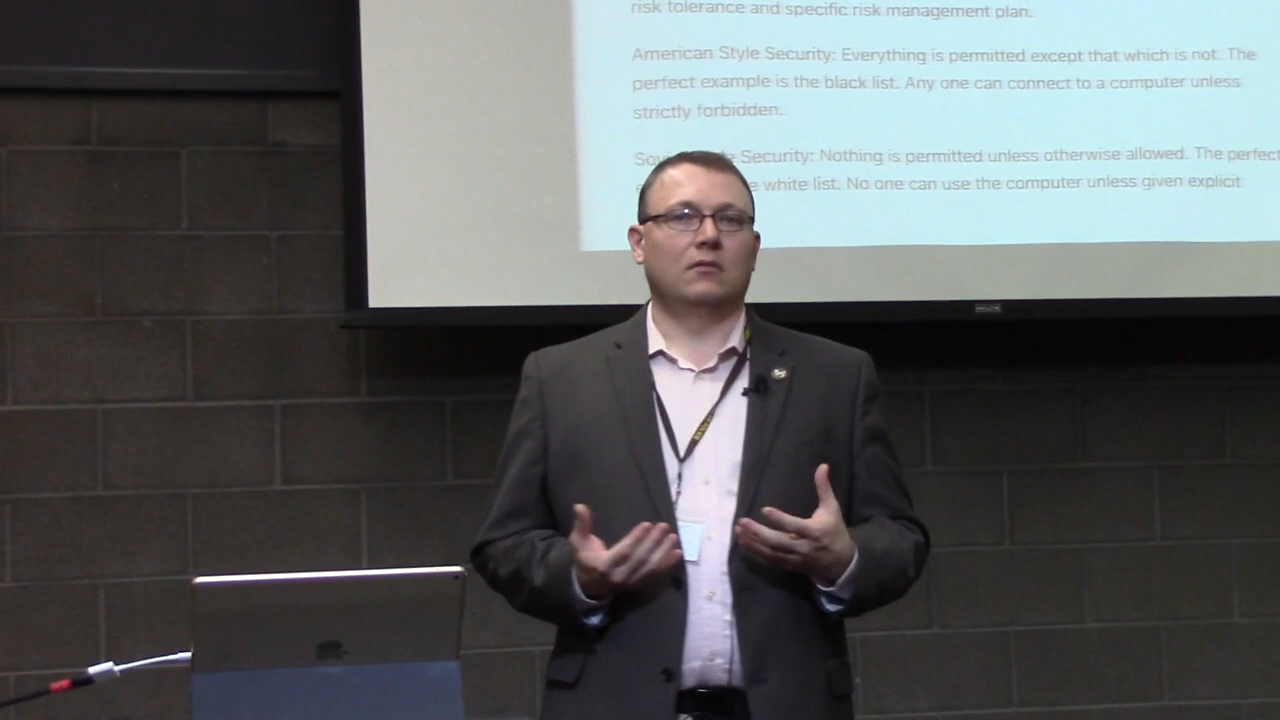 risk tolerance and specific risk management plan.
American Style Security: Everything is permitted except that which is not. The
perfect example is the black list. Any one can connect to a computer unless
strictly forbidden.
Security: Nothing is permitted unless otherwise allowed. The perfect
white list. No one can use the computer unless given explicit